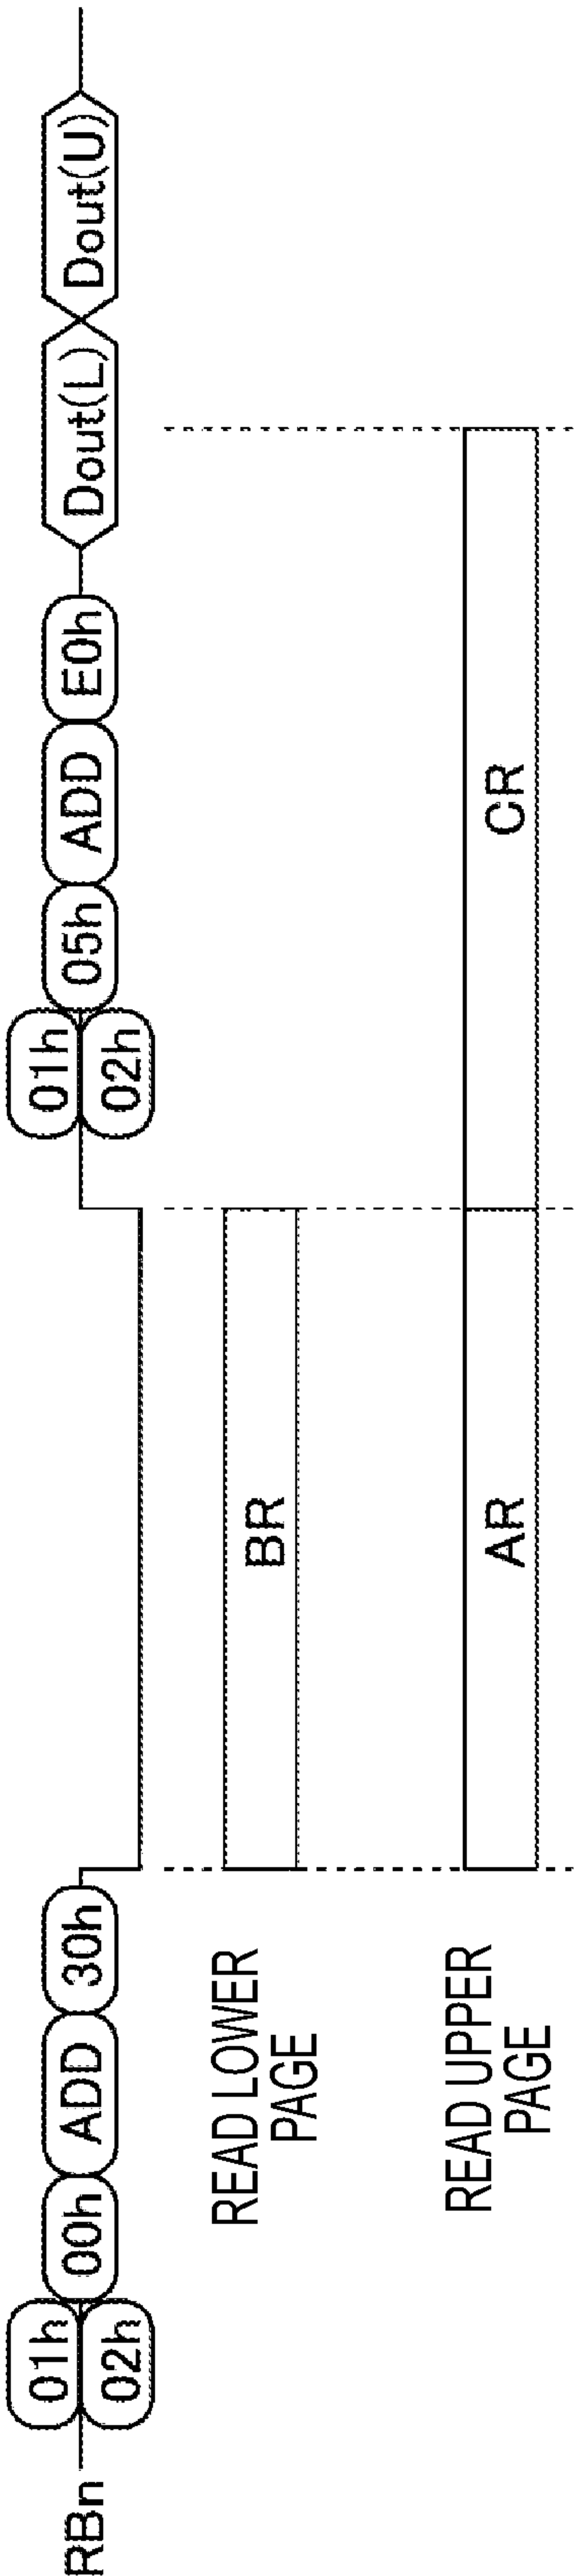 RBn
01h
02h
00h
ADD
30h
01h
02h
05h
ADD
E0h
Dout(L)
Dout(U)
READ LOWER
PAGE
BR
READ UPPER
PAGE
AR
CR